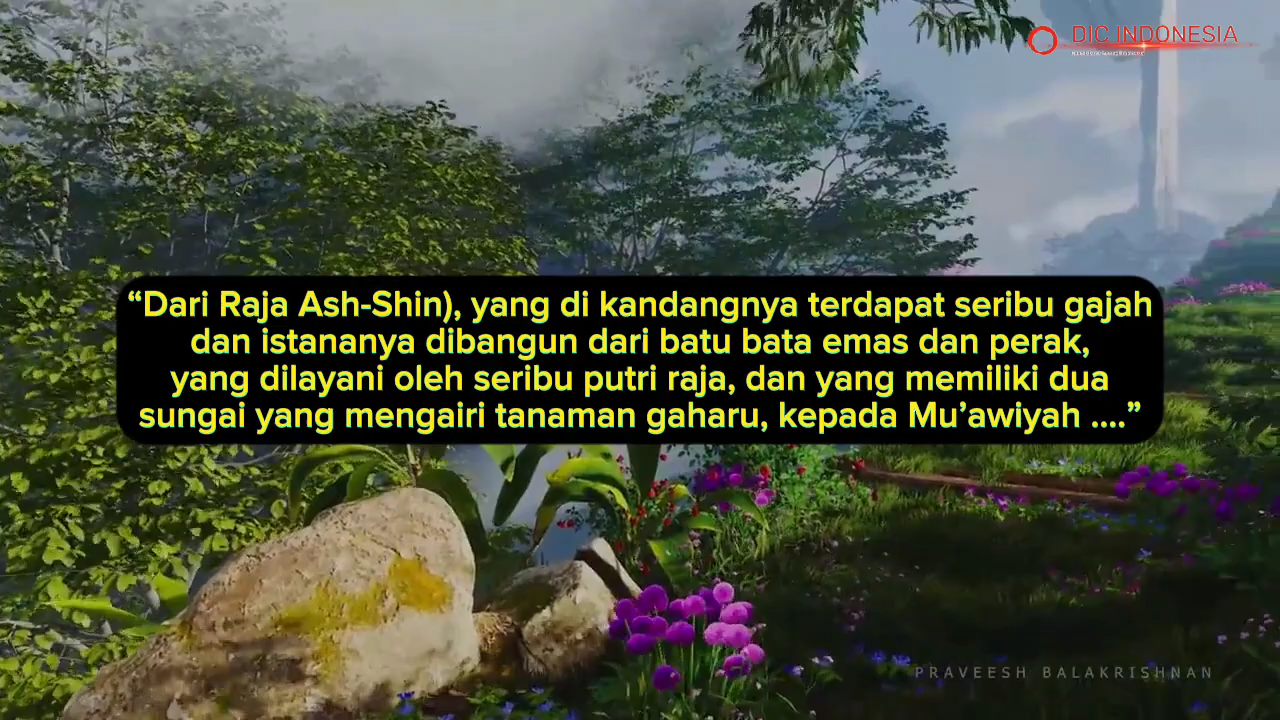 DIC INDONESIA
“Dari Raja Ash-Shin), yang di kandangnya terdapat seribu gajah
dan istananya dibangun dari batu bata emas dan perak,
yang dilayani oleh seribu putri raja, dan yang memiliki dua
sungai yang mengairi tanaman gaharu, kepada Mu’awiyah ....”
PRAVEESH BALAKRISHNAN